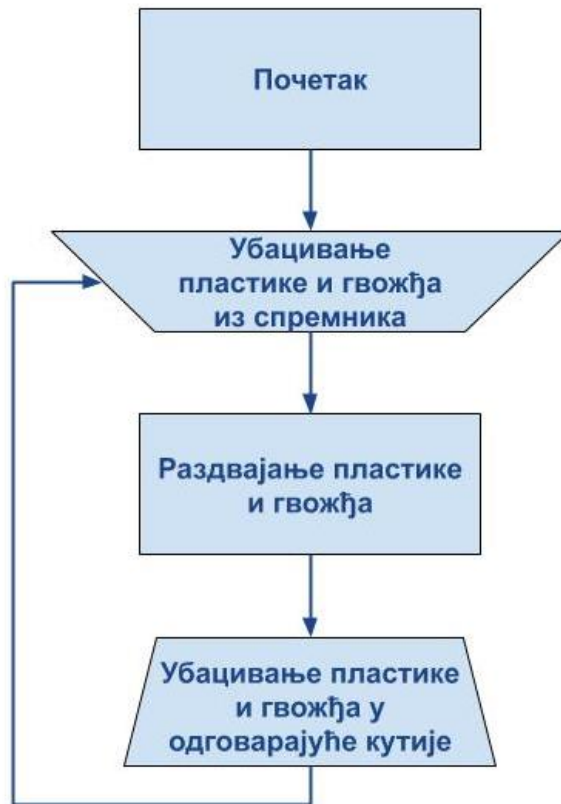 Почетак
Убацивање
пластике и гвожђа
из спремника
Раздвајање пластике
и гвожђа
Убацивање пластике
и гвожђа у
одговарајуће кутије